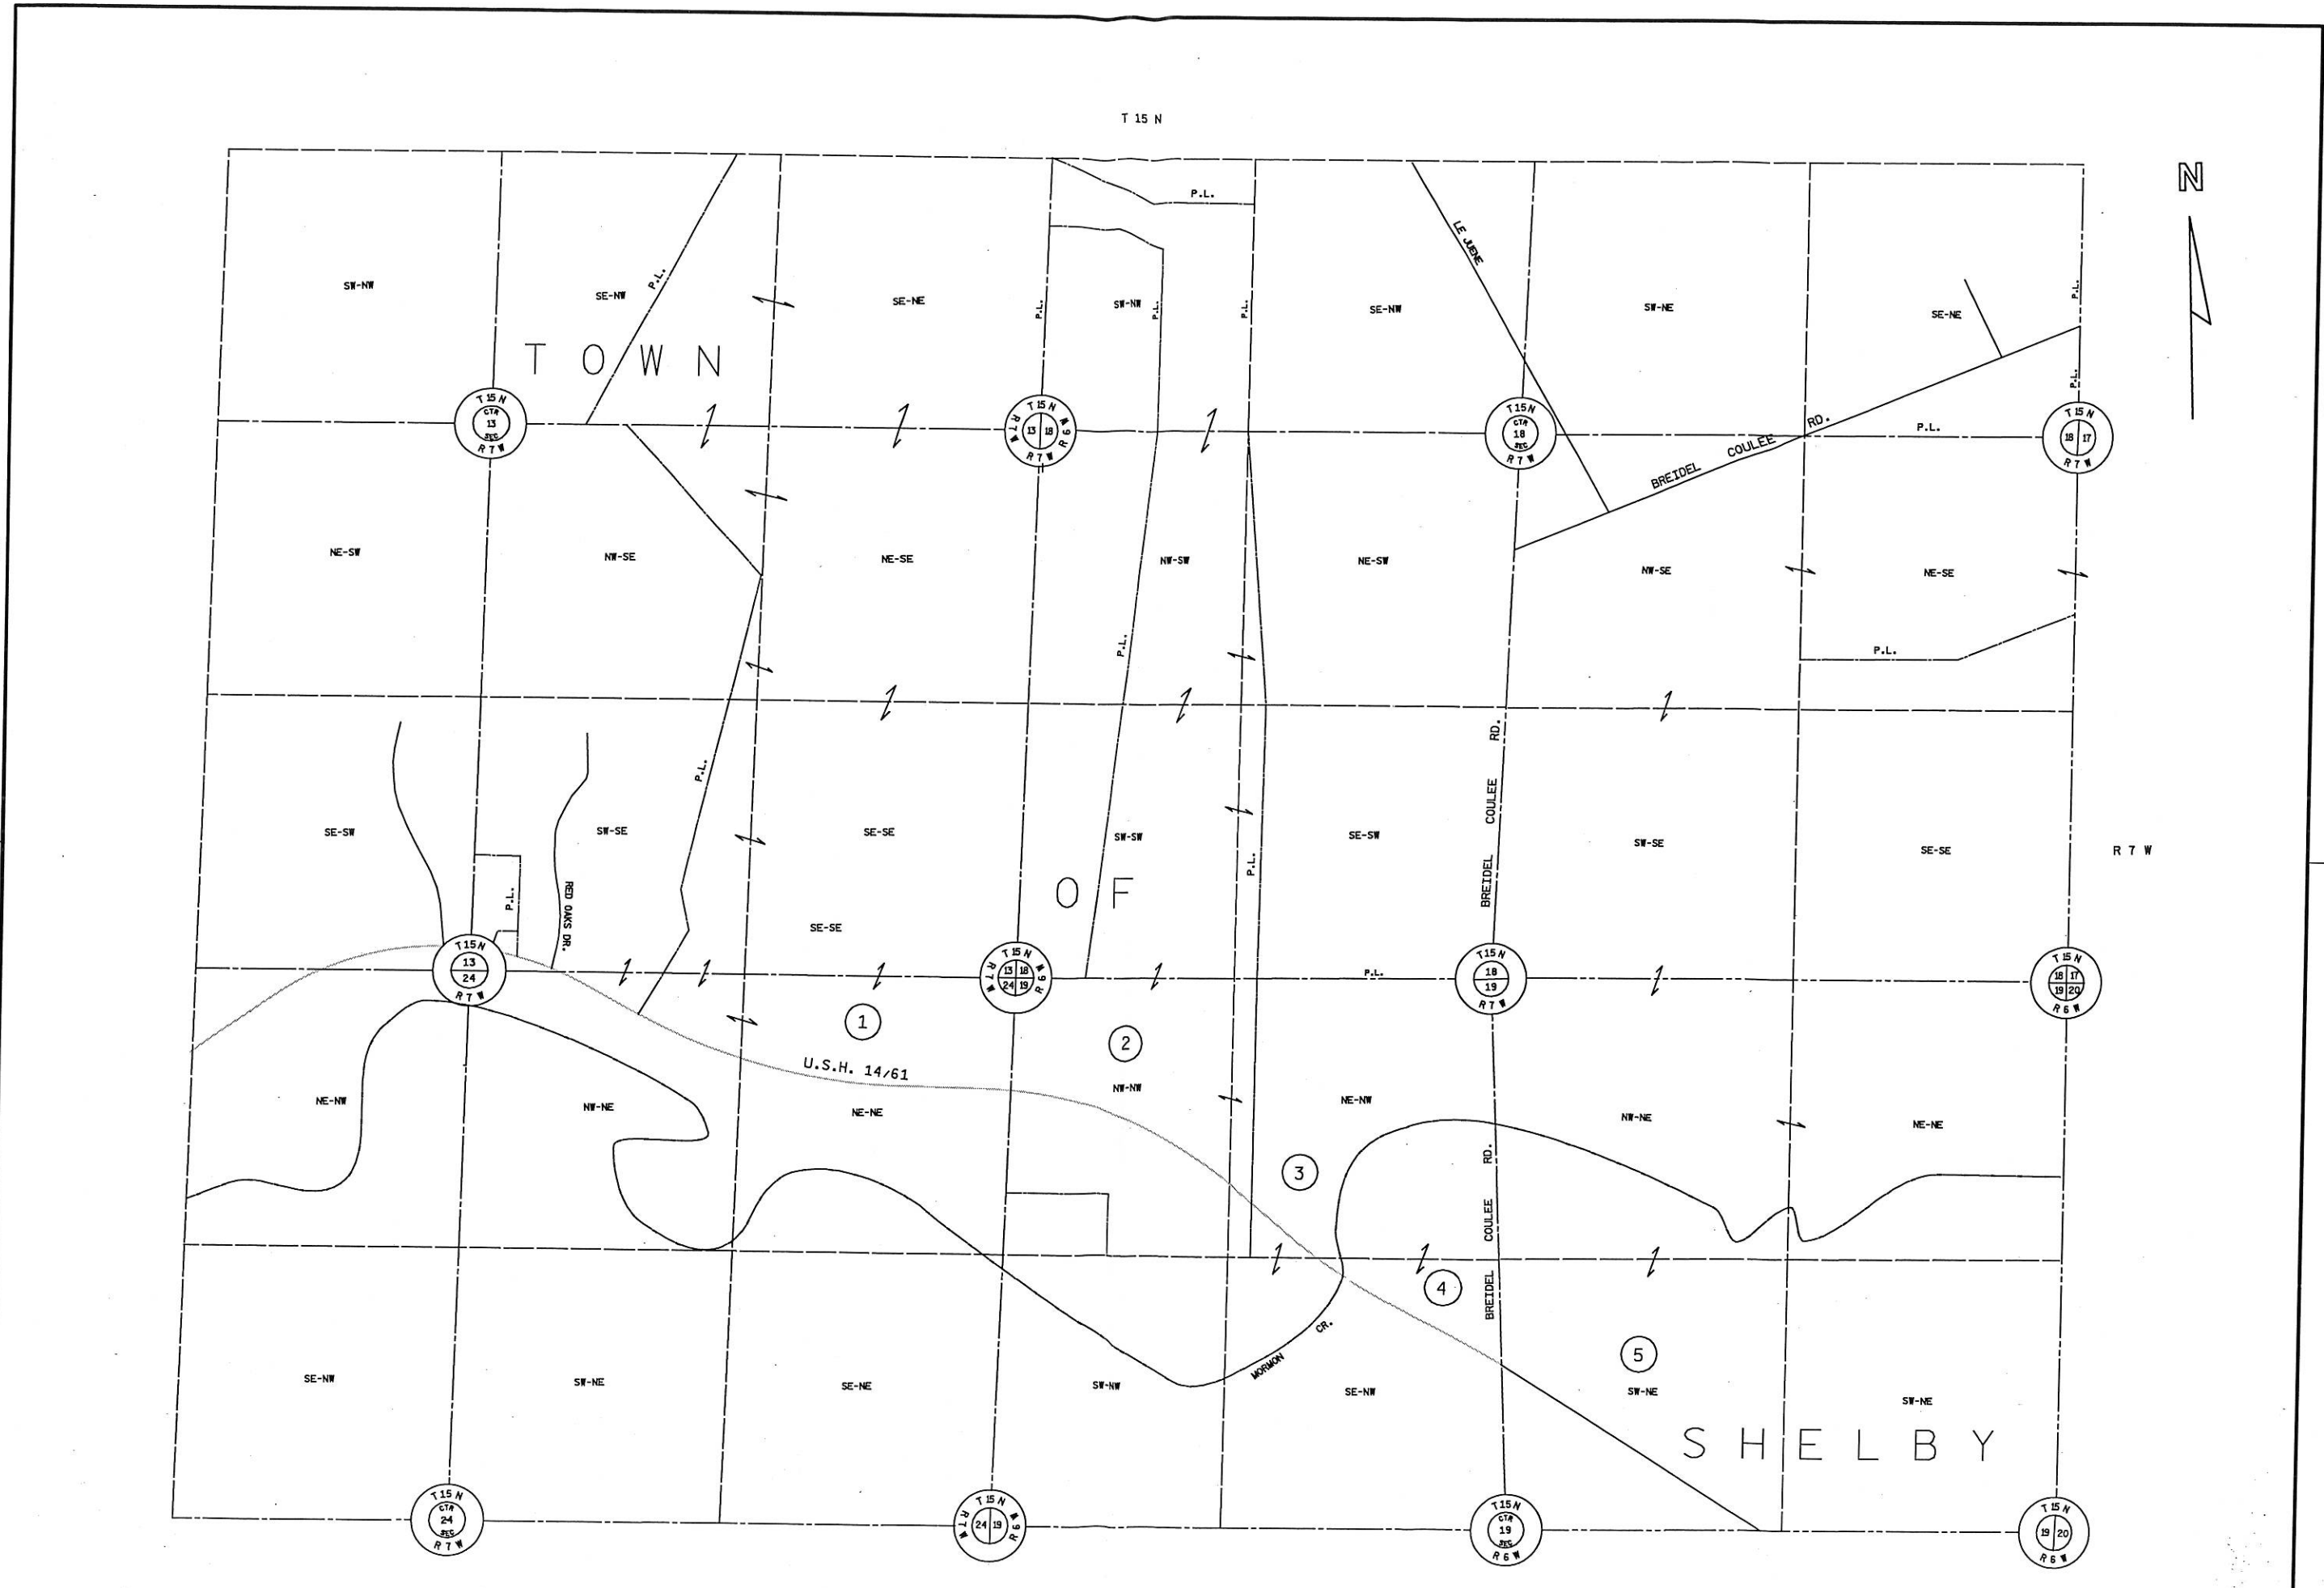 T 15 N
N
P.L.
LE JUENE
SW-NW
SE-NW
P.L.
SE-NE
P.L.
SW-NW
P.L.
P.L.
SE-NW
SW-NE
SE-NE
P.L.
TOWN
P.L.
T 15 N
CTR
13
SEC
R 7 W
T 15 N
R 7 W
13 18
R 6 W
R 7 W
T 15 N
CTR
18
SEC
R 7 W
BREIDEL COULEE RD.
P.L.
T 15 N
18 17
R 7 W
NE-SW
NW-SE
NE-SE
NW-SW
NE-SW
NW-SE
NE-SE
P.L.
P.L.
P.L.
BREIDEL COULEE RD.
SE-SW
SW-SE
SE-SE
SW-SW
SE-SW
SW-SE
SE-SE
R 7 W
P.L.
P.L.
RED OAKS DR.
OF
SE-SE
T 15 N
13
24
R 7 W
T 15 N
R 7 W
13 18
24 19
R 6 W
P.L.
T 15 N
18
19
R 7 W
T 15 N
18 17
19 20
R 6 W
1
2
U.S.H. 14/61
NE-NW
NW-NE
NE-NE
NW-NW
NE-NW
NW-NE
NE-NE
3
BREIDEL COULEE RD.
4
MORMON CR.
5
SE-NW
SW-NE
SE-NE
SW-NW
SE-NW
SW-NE
SW-NE
SHELBY
T 15 N
CTR
24
SEC
R 7 W
T 15 N
R 7 W
24 19
R 6 W
T 15 N
CTR
19
SEC
R 6 W
T 15 N
19 20
R 6 W